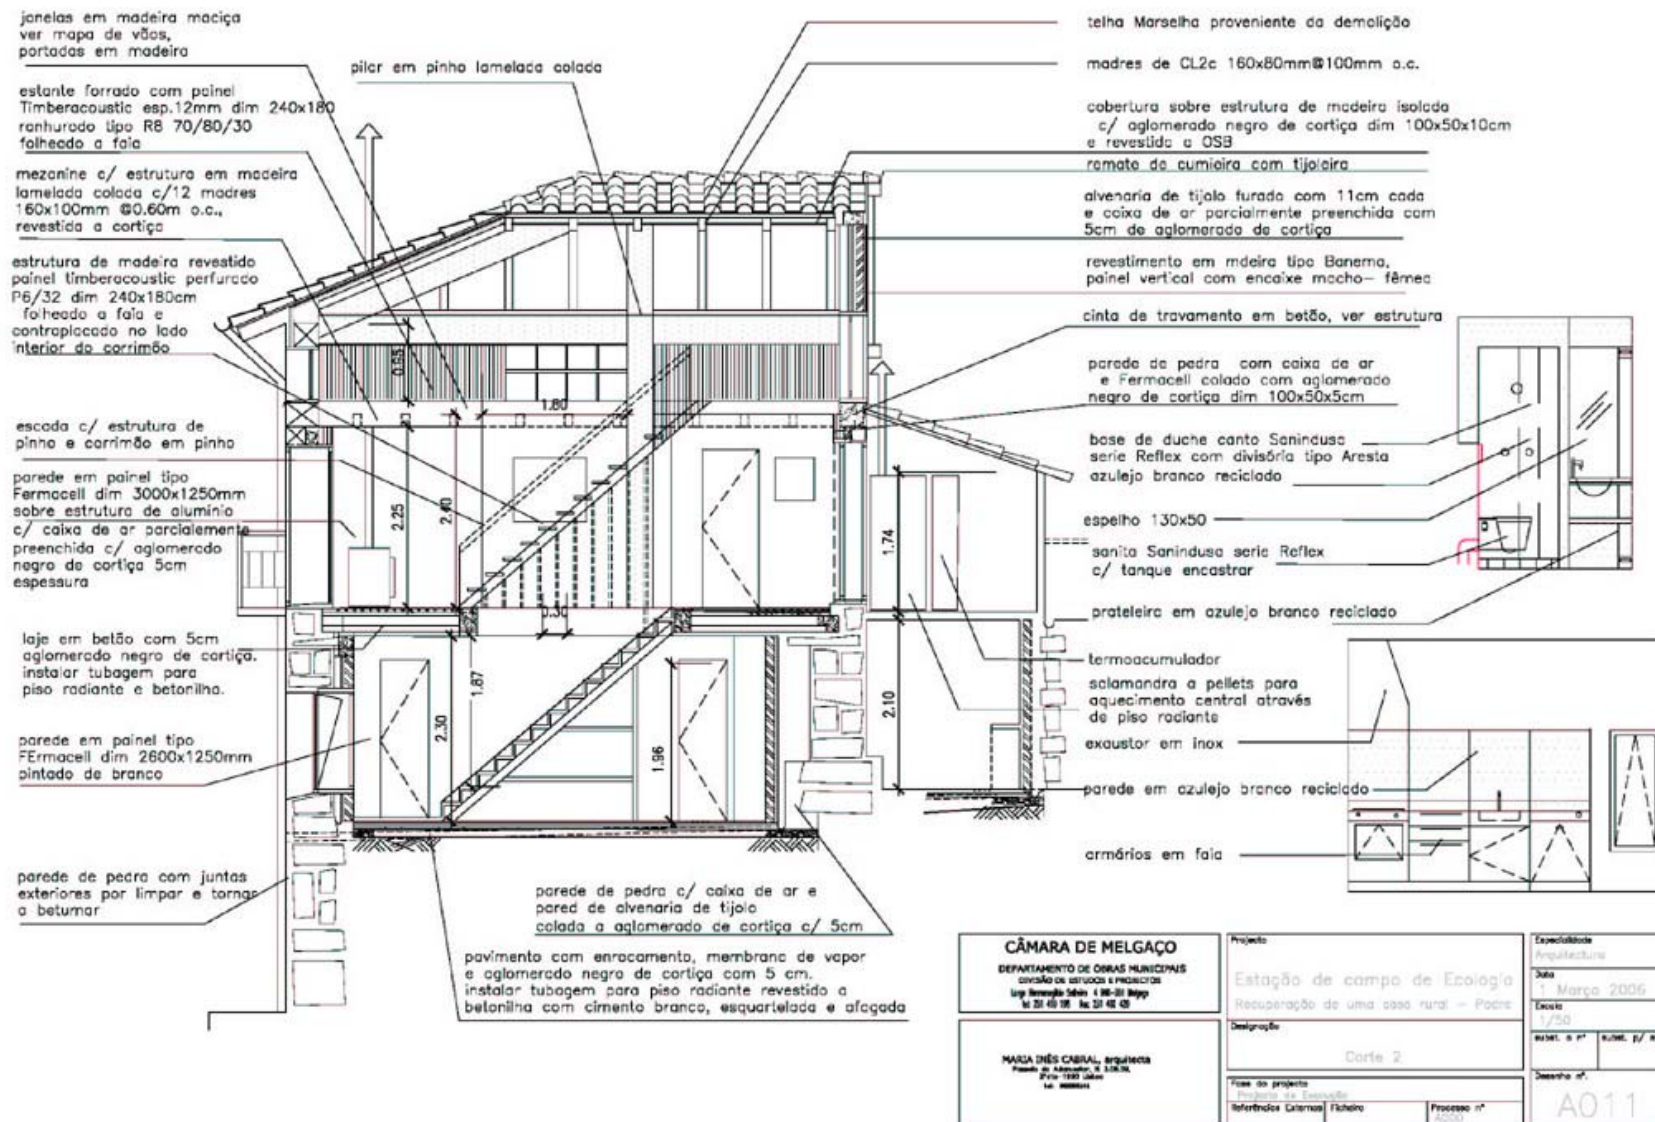 janelas em madeira maciça
ver mapa de vãos,
portadas em madeira
estante forrado com painel
Timberacoustic esp.12mm dim 240x180
ranhurado tipo R8 70/80/30
folheado a faia
mezanine c/ estrutura em madeira
lamelada colada c/12 madres
160x100mm @0.60m o.c.,
revestida a cortiça
estrutura de madeira revestido
painel timberacoustic perfurado
P6/32 dim 240x180cm
folheado a faia e
contraplacado no lado
interior do corrimão
escada c/ estrutura de
pinho e corrimão em pinho
parede em painel tipo
Fermacell dim 3000x1250mm
sobre estrutura de aluminio
c/ caixa de ar parcialemente
preenchida c/ aglomerado
negro de cortiça 5cm
espessura
laje em betão com 5cm
aglomerado negro de cortiça.
instalar tubagem para
piso radiante e betonilha.
parede em painel tipo
FErmacell dim 2600x1250mm
pintado de branco
parede de pedra com juntas
exteriores por limpar e tornar
a betumar
pilar em pinho lamelada colada
0.95
1.80
2.25
2.40
0.30
1.87
2.30
1.96
1.74
2.10
parede de pedra c/ caixa de ar e
pared de alvenaria de tijolo
colada a aglomerado de cortiça c/ 5cm
pavimento com enrocamento, membrana de vapor
e aglomerado negro de cortiça com 5 cm.
instalar tubagem para piso radiante revestido a
betonilha com cimento branco, esquartelada e afagada
telha Marselha proveniente da demolição
madres de CL2c 160x80mm@100mm o.c.
cobertura sobre estrutura de madeira isolada
c/ aglomerado negro de cortiça dim 100x50x10cm
e revestida a OSB
remate da cumieira com tijoleira
alvenaria de tijolo furado com 11cm cada
e caixa de ar parcialmente preenchida com
5cm de aglomerado de cortiça
revestimento em mdeira tipo Banema,
painel vertical com encaixe macho- fêmea
cinta de travamento em betão, ver estrutura
parede de pedra com caixa de ar
e Fermacell colado com aglomerado
negro de cortiça dim 100x50x5cm
base de duche canto Sanindusa
serie Reflex com divisória tipo Aresta
azulejo branco reciclado
espelho 130x50
sanita Sanindusa serie Reflex
c/ tanque encastrar
prateleira em azulejo branco reciclado
termoacumulador
salamandra a pellets para
aquecimento central através
de piso radiante
exaustor em inox
parede em azulejo branco reciclado
armários em faia
CÂMARA DE MELGAÇO
DEPARTAMENTO DE OBRAS MUNICIPAIS
DIVISÃO DE ESTUDOS E PROJECTOS
MARIA INÊS CABRAL, arquitecta
Projecto
Estação de campo de Ecologia
Recuperação de uma casa rural -
Designação
Corte 2
Fase do projecto
Projecto de Execução
Referências Externas
Ficheiro
Processo nº
Especialidade
Arquitectura
Data
1 Março 2006
Escala
1/50
subst. a nº
subst. p/
Desenho nº.
A011